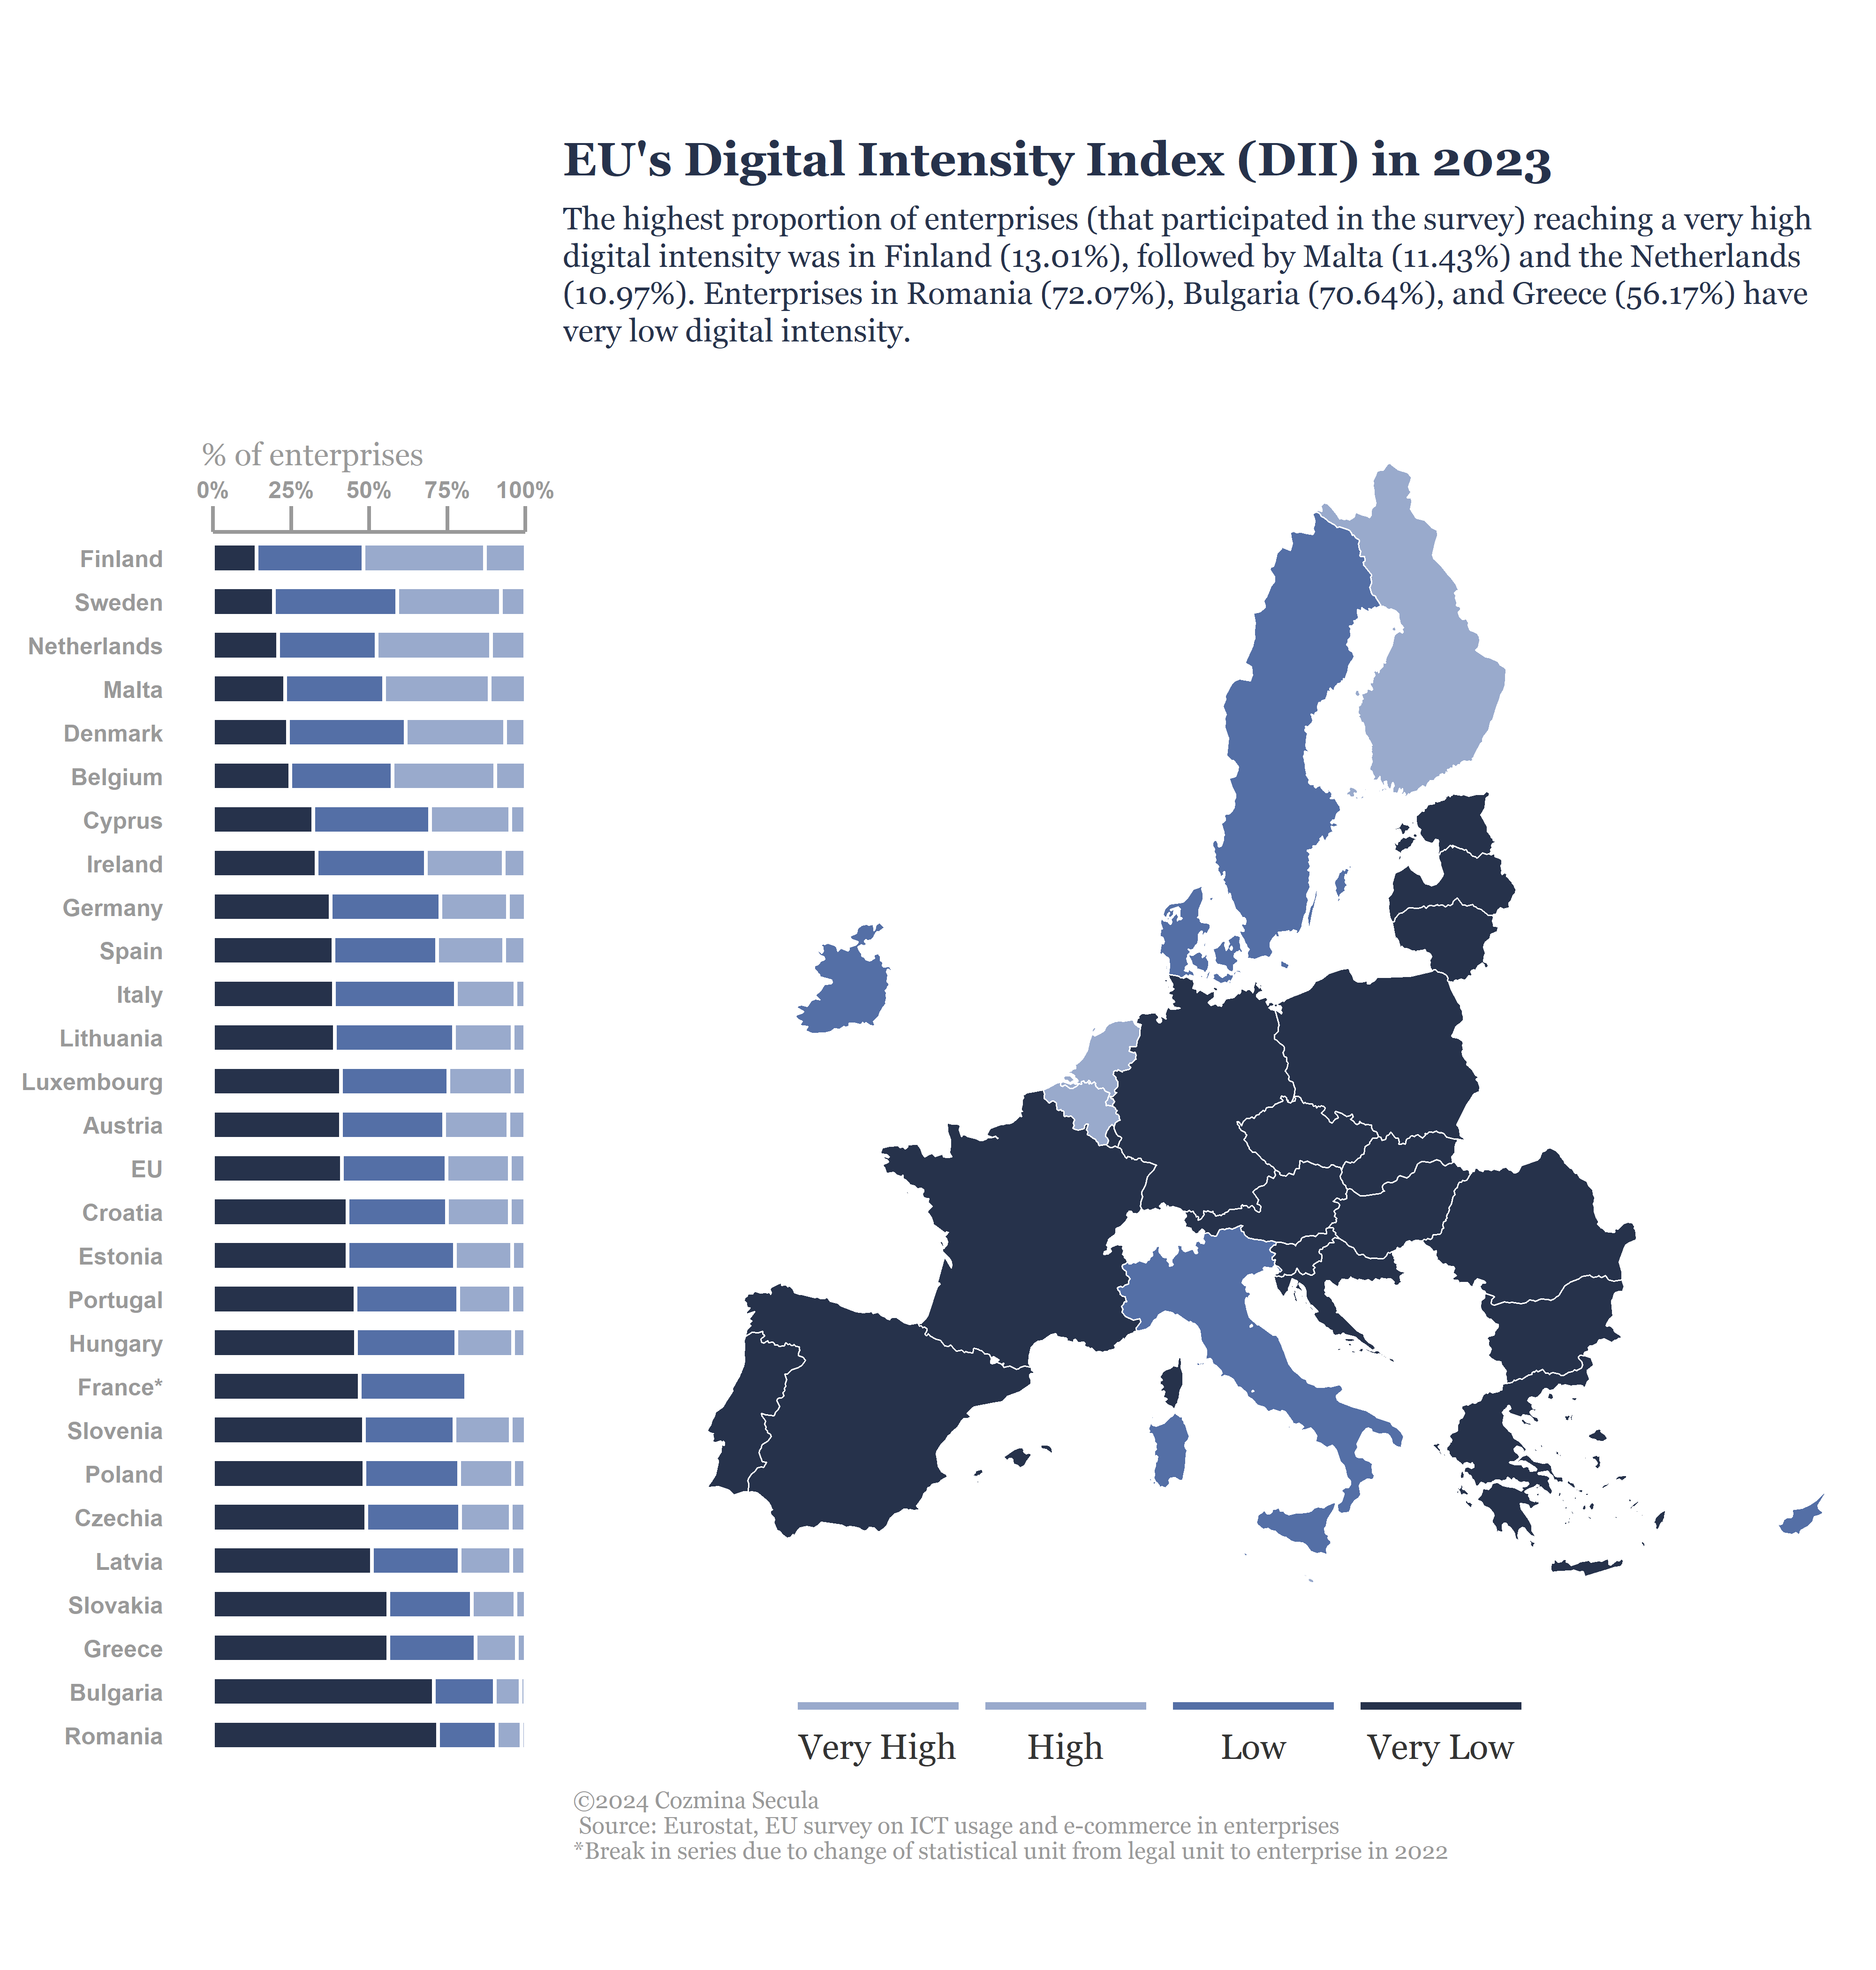 EU's Digital Intensity Index (DII) in 2023
The highest proportion of enterprises (that participated in the survey) reaching a very high
digital intensity was in Finland (13.01%), followed by Malta (11.43%) and the Netherlands
(10.97%). Enterprises in Romania (72.07%), Bulgaria (70.64%), and Greece (56.17%) have
very low digital intensity.
% of enterprises
0% 25% 50% 75% 100%
Finland
Sweden
Netherlands
Malta
Denmark
Belgium
Cyprus
Ireland
Germany
Spain
Italy
Lithuania
Luxembourg
Austria
EU
Croatia
Estonia
Portugal
Hungary
France*
Slovenia
Poland
Czechia
Latvia
Slovakia
Greece
Bulgaria
Romania
Very High High Low Very Low
©2024 Cozmina Secula
Source: Eurostat, EU survey on ICT usage and e-commerce in enterprises
*Break in series due to change of statistical unit from legal unit to enterprise in 2022